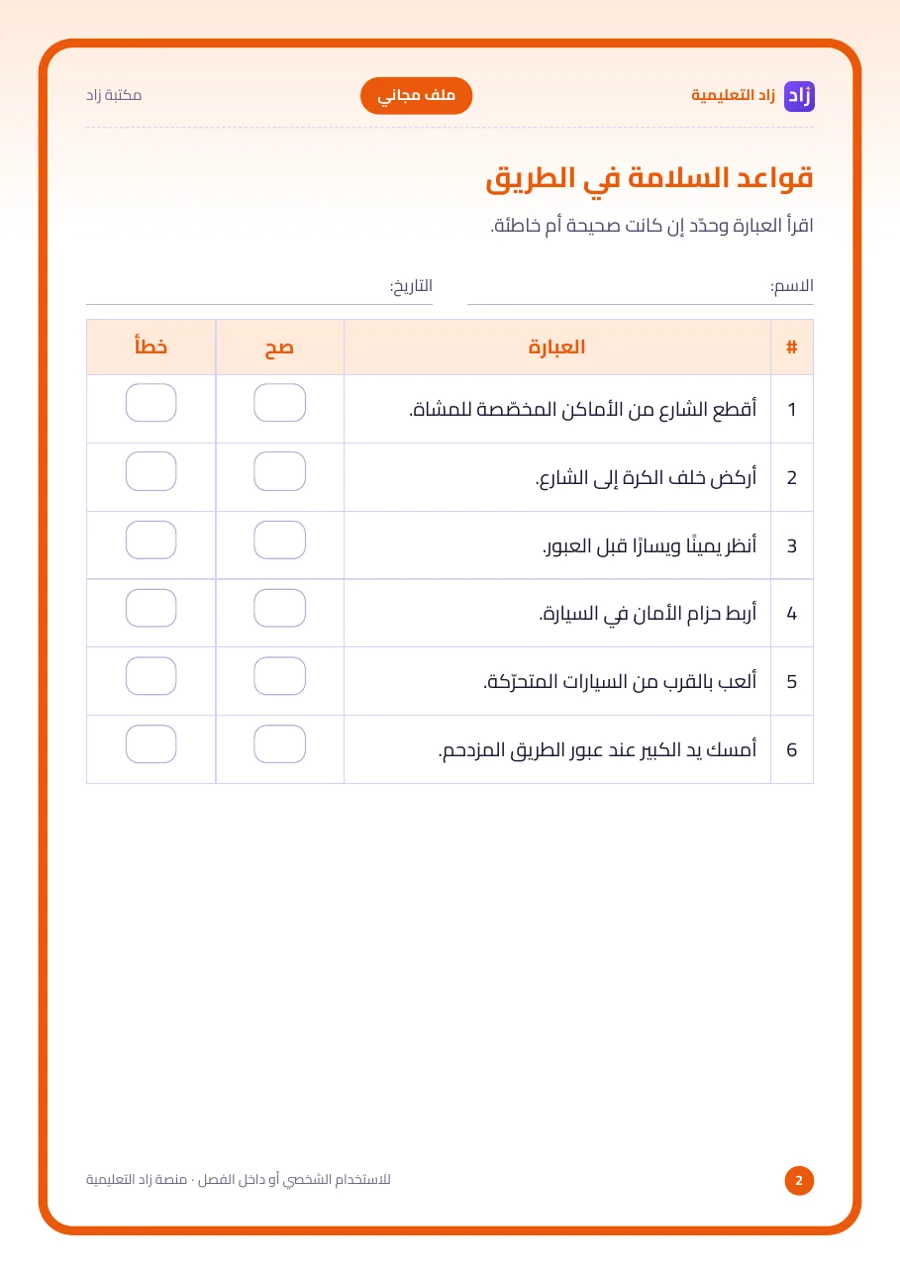 زاد زاد التعليمية
ملف مجاني
مكتبة زاد
قواعد السلامة في الطريق
اقرأ العبارة وحدّد إن كانت صحيحة أم خاطئة.
الاسم: التاريخ:
# العبارة صح خطأ
1 أقطع الشارع من الأماكن المخصّصة للمشاة.
2 أركض خلف الكرة إلى الشارع.
3 أنظر يمينًا ويسارًا قبل العبور.
4 أربط حزام الأمان في السيارة.
5 ألعب بالقرب من السيارات المتحرّكة.
6 أمسك يد الكبير عند عبور الطريق المزدحم.
2 للاستخدام الشخصي أو داخل الفصل · منصة زاد التعليمية